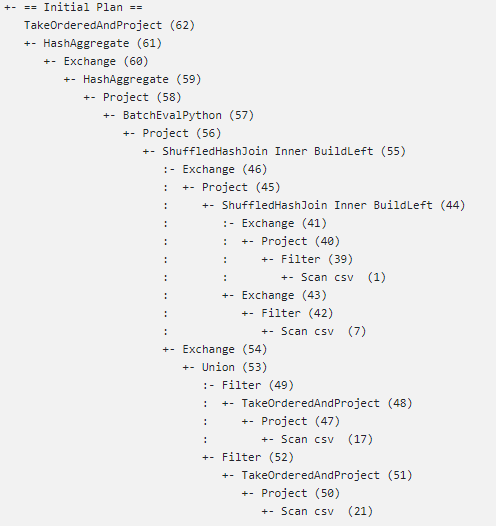 +- == Initial Plan ==
   TakeOrderedAndProject (62)
   +- HashAggregate (61)
      +- Exchange (60)
         +- HashAggregate (59)
            +- Project (58)
               +- BatchEvalPython (57)
                  +- Project (56)
                     +- ShuffledHashJoin Inner BuildLeft (55)
                        :- Exchange (46)
                        :  +- Project (45)
                        :     +- ShuffledHashJoin Inner BuildLeft (44)
                        :        :- Exchange (41)
                        :        :  +- Project (40)
                        :        :     +- Filter (39)
                        :        :        +- Scan csv  (1)
                        :        +- Exchange (43)
                        :           +- Filter (42)
                        :              +- Scan csv  (7)
                        +- Exchange (54)
                           +- Union (53)
                              :- Filter (49)
                              :  +- TakeOrderedAndProject (48)
                              :     +- Project (47)
                              :        +- Scan csv  (17)
                              +- Filter (52)
                                 +- TakeOrderedAndProject (51)
                                    +- Project (50)
                                       +- Scan csv  (21)